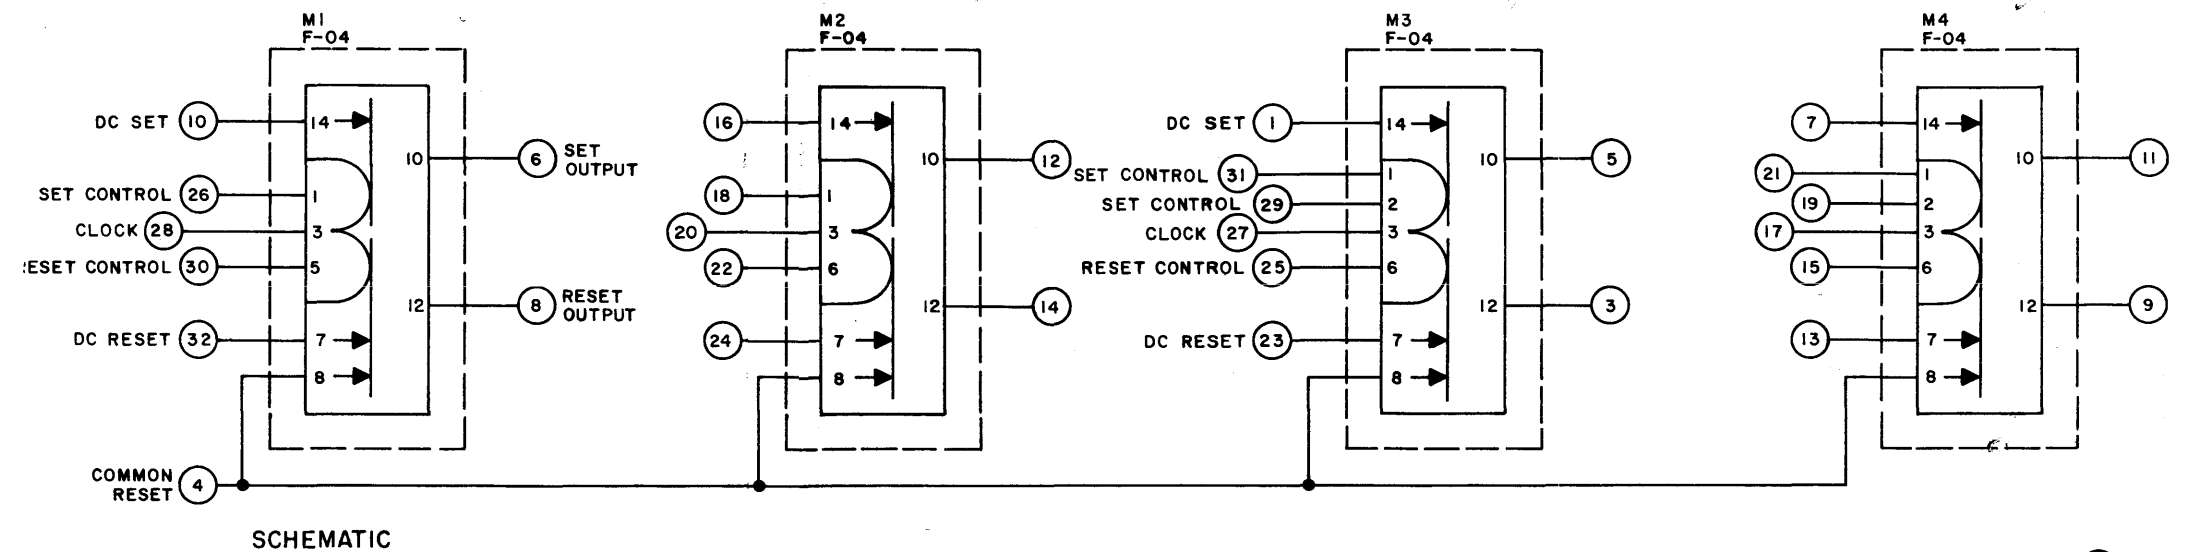 M1
F-04
DC SET 10
14
10
6 SET
OUTPUT
SET CONTROL 26
1
CLOCK 28
3
ESET CONTROL 30
5
12
8 RESET
OUTPUT
DC RESET 32
7
8
COMMON
RESET 4
M2
F-04
16
14
10
12
18
1
20
3
22
6
12
14
24
7
8
M3
F-04
DC SET 1
14
10
5
SET CONTROL 31
1
SET CONTROL 29
2
CLOCK 27
3
RESET CONTROL 25
6
12
3
DC RESET 23
7
8
M4
F-04
7
14
10
11
21
1
19
2
17
3
15
6
12
9
13
7
8
SCHEMATIC